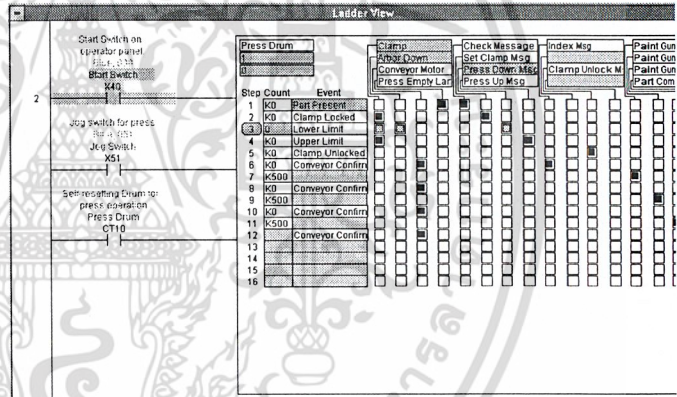 Ladder View
Start Switch on
operator panel
Start Switch
X40
2
Jog switch for press
Jog Switch
X51
Self-resetting Drum for
press operation
Press Drum
CT10
Press Drum
1
0
Clamp
Arbor Down
Conveyor Motor
Press Empty La
Check Message
Set Clamp Msg
Press Down Msg
Press Up Msg
Index Msg
Clamp Unlock M
Paint Gun
Paint Gun
Paint Gun
Part Com
Step Count Event
1 K0 Part Present
2 K0 Clamp Locked
3 0 Lower Limit
4 K0 Upper Limit
5 K0 Clamp Unlocked
6 K0 Conveyor Confirm
7 K500
8 K0 Conveyor Confirm
9 K500
10 K0 Conveyor Confirm
11 K500
12 Conveyor Confirm
13
14
15
16